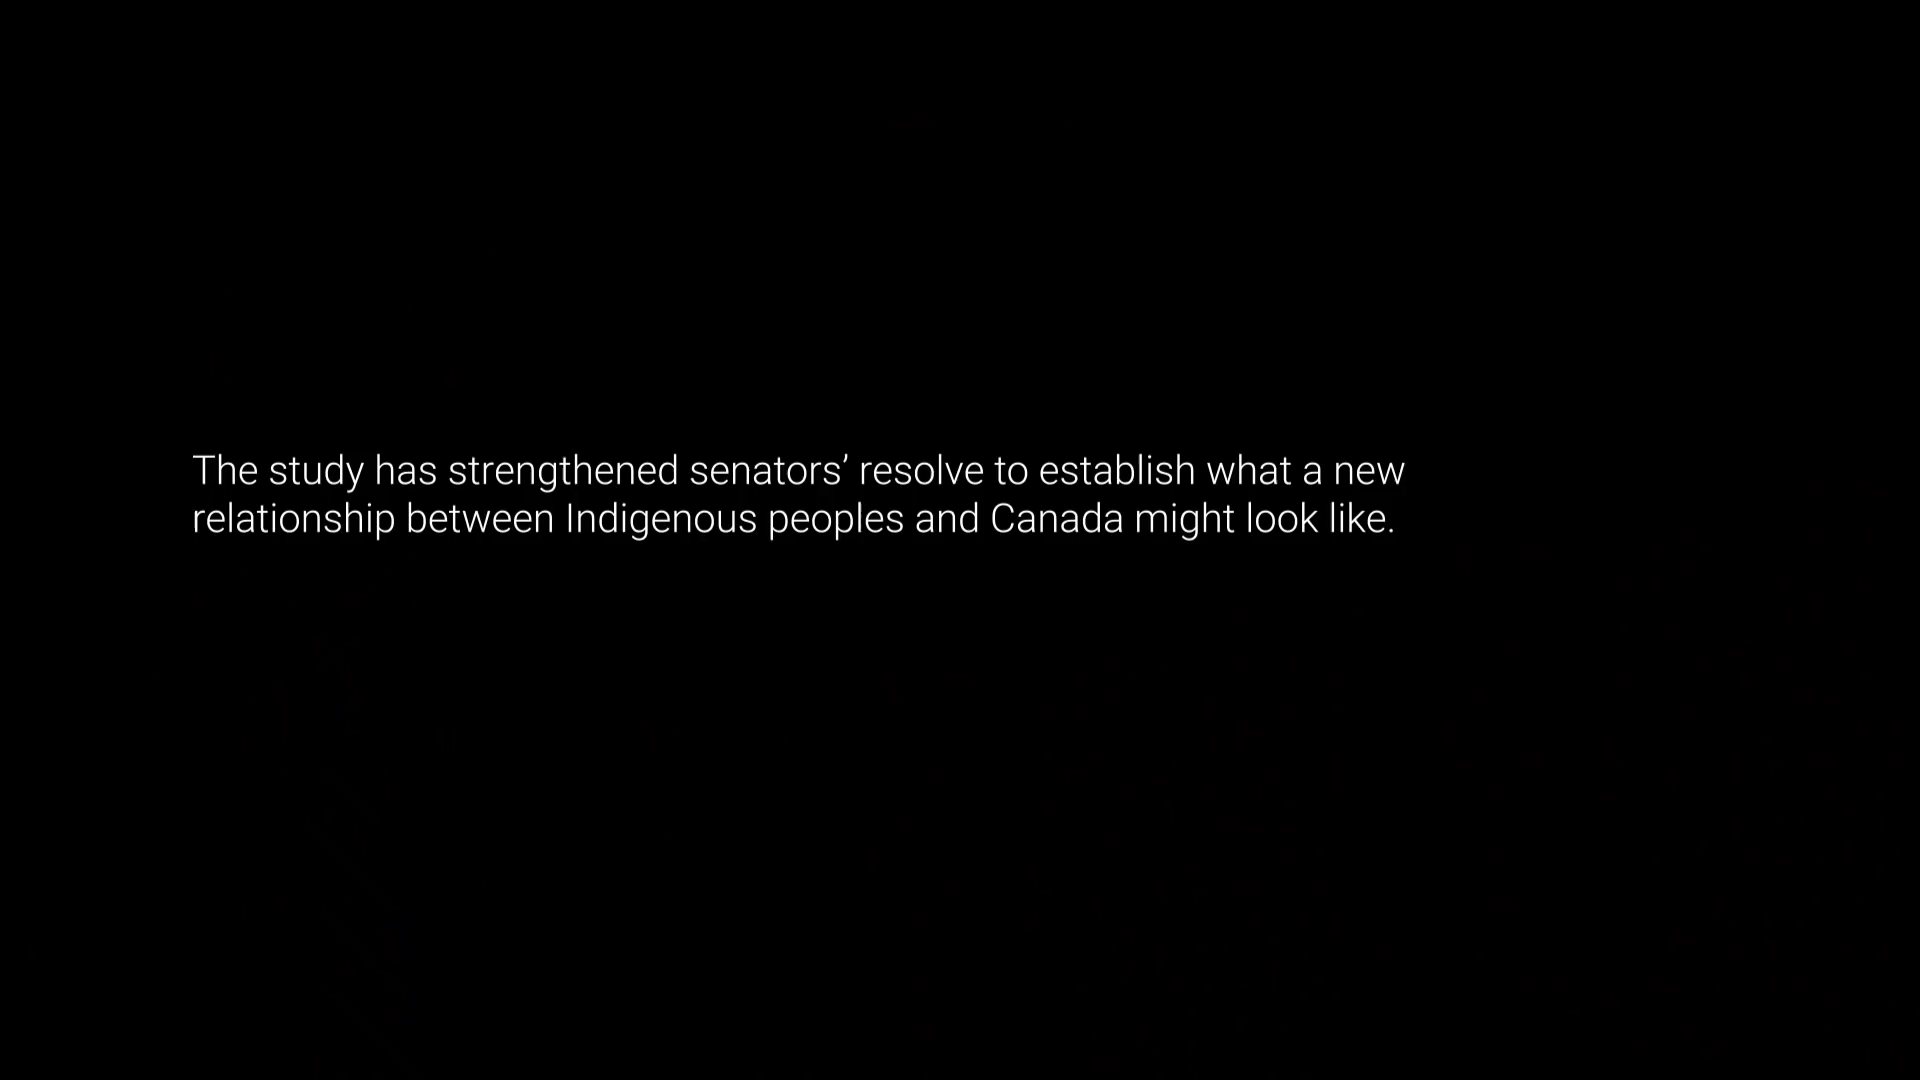 The study has strengthened senators’ resolve to establish what a new
relationship between Indigenous peoples and Canada might look like.